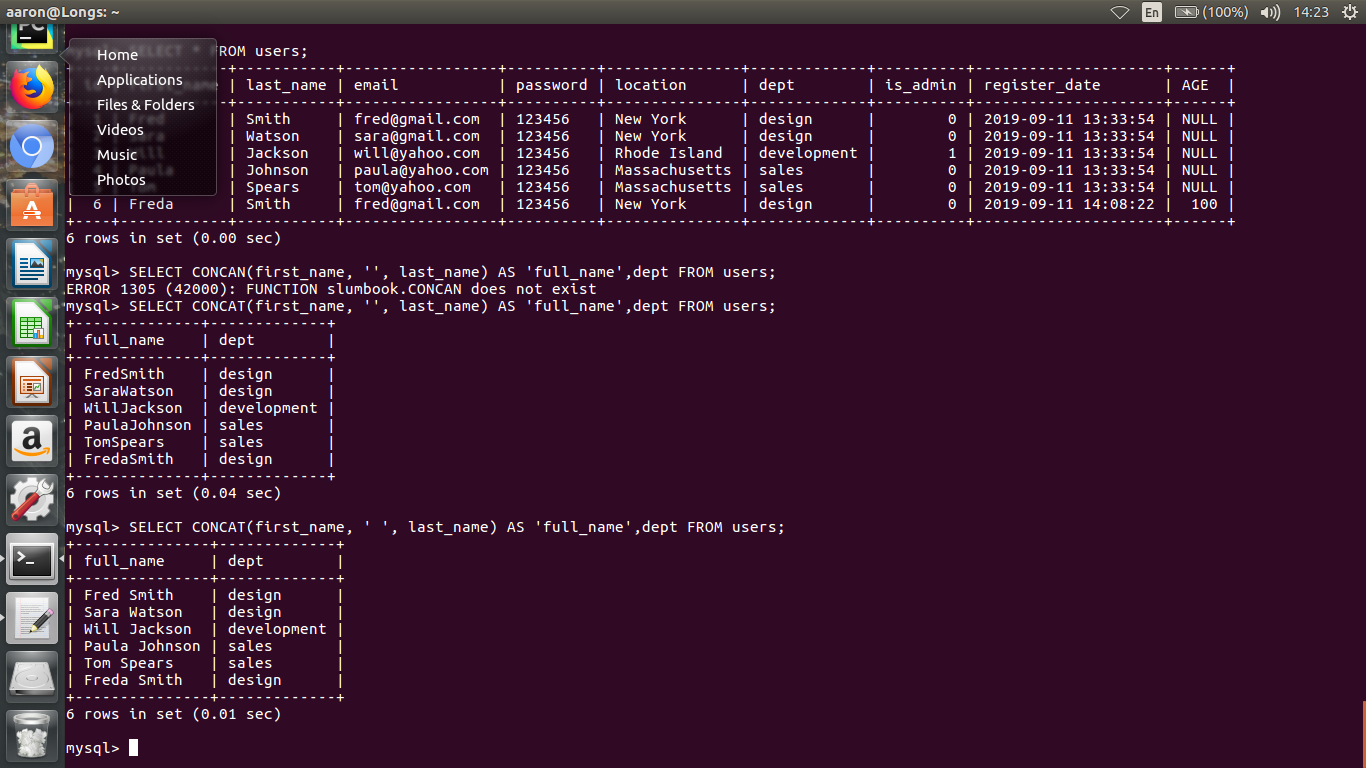 aaron@Longs: ~ En (100%) 14:23
PC
Home
Applications
Files & Folders
Videos
Music
Photos
mysql> SELECT * FROM users;
+----+------------+-----------+-----------------+----------+---------------+-------------+----------+---------------------+------+
| last_name | email | password | location | dept | is_admin | register_date | AGE |
+-----------+-----------------+----------+---------------+-------------+----------+---------------------+------+
Fred | Smith | fred@gmail.com | 123456 | New York | design | 0 | 2019-09-11 13:33:54 | NULL |
Sara | Watson | sara@gmail.com | 123456 | New York | design | 0 | 2019-09-11 13:33:54 | NULL |
Will | Jackson | will@yahoo.com | 123456 | Rhode Island | development | 1 | 2019-09-11 13:33:54 | NULL |
Paula | Johnson | paula@yahoo.com | 123456 | Massachusetts | sales | 0 | 2019-09-11 13:33:54 | NULL |
Tom | Spears | tom@yahoo.com | 123456 | Massachusetts | sales | 0 | 2019-09-11 13:33:54 | NULL |
| 6 | Freda | Smith | fred@gmail.com | 123456 | New York | design | 0 | 2019-09-11 14:08:22 | 100 |
+----+------------+-----------+-----------------+----------+---------------+-------------+----------+---------------------+------+
6 rows in set (0.00 sec)
mysql> SELECT CONCAN(first_name, '', last_name) AS 'full_name',dept FROM users;
ERROR 1305 (42000): FUNCTION slumbook.CONCAN does not exist
mysql> SELECT CONCAT(first_name, '', last_name) AS 'full_name',dept FROM users;
+--------------+-------------+
| full_name | dept |
+--------------+-------------+
| FredSmith | design |
| SaraWatson | design |
| WillJackson | development |
| PaulaJohnson | sales |
| TomSpears | sales |
| FredaSmith | design |
+--------------+-------------+
6 rows in set (0.04 sec)
mysql> SELECT CONCAT(first_name, ' ', last_name) AS 'full_name',dept FROM users;
+---------------+-------------+
| full_name | dept |
+---------------+-------------+
| Fred Smith | design |
| Sara Watson | design |
| Will Jackson | development |
| Paula Johnson | sales |
| Tom Spears | sales |
| Freda Smith | design |
+---------------+-------------+
6 rows in set (0.01 sec)
mysql>